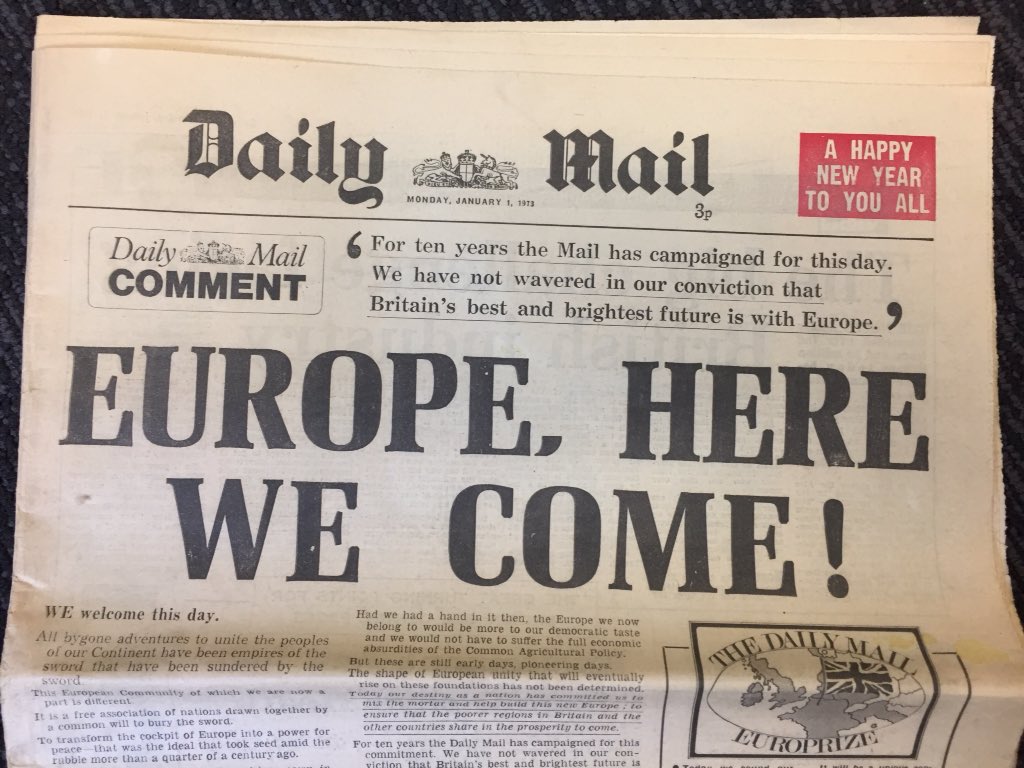 Daily Mail
MONDAY, JANUARY 1, 1973
3p
A HAPPY
NEW YEAR
TO YOU ALL
Daily Mail
COMMENT
‘For ten years the Mail has campaigned for this day.
We have not wavered in our conviction that
Britain's best and brightest future is with Europe.’
EUROPE, HERE
WE COME!
WE welcome this day.
All bygone adventures to unite the peoples
of our Continent have been empires of the
sword that have been sundered by the
sword.
This European Community of which we are now a
part is different.
It is a free association of nations drawn together by
a common will to bury the sword.
To transform the cockpit of Europe into a power for
peace—that was the ideal that took seed amid the
rubble more than a quarter of a century ago.
Had we had a hand in it then, the Europe we now
belong to would be more to our democratic taste
and we would not have to suffer the full economic
absurdities of the Common Agricultural Policy.
But these are still early days, pioneering days.
The shape of European unity that will eventually
rise on these foundations has not been determined.
Today our destiny as a nation has committed us to
mix the mortar and help build this new Europe; to
ensure that the poorer regions in Britain and the
other countries share in the prosperity to come.
For ten years the Daily Mail has campaigned for this
commitment. We have not wavered in our con-
viction that Britain's best and brightest future is
THE DAILY MAIL
EUROPRIZE